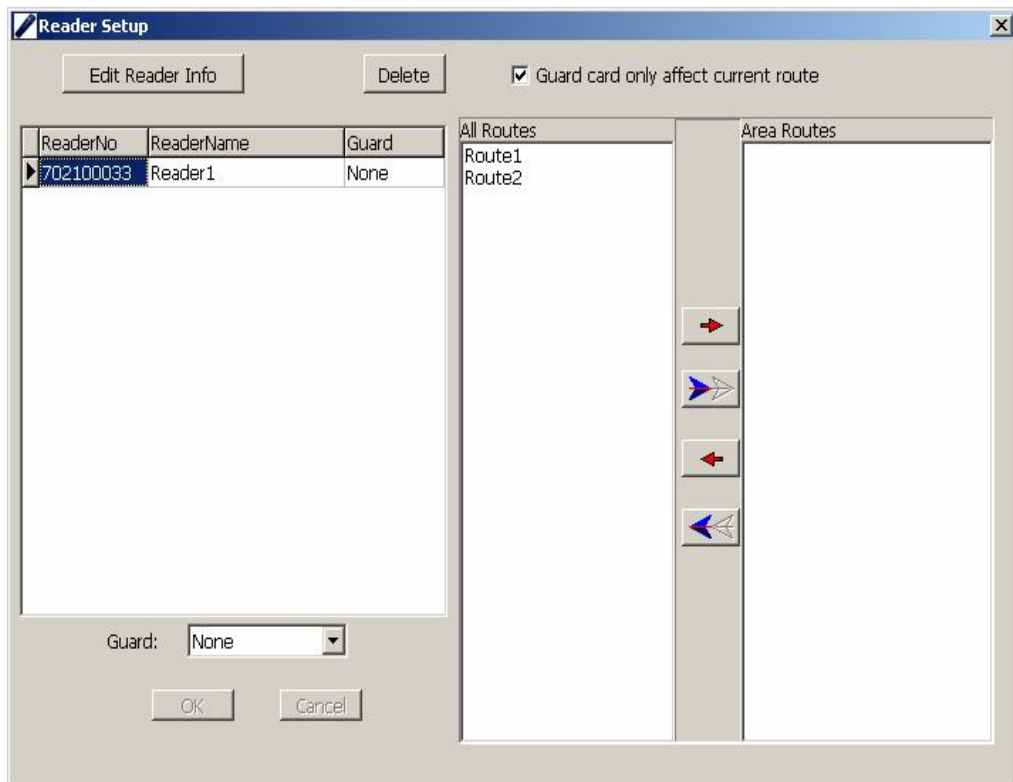 Reader Setup
Edit Reader Info
Delete
Guard card only affect current route
ReaderNo ReaderName Guard
702100033 Reader1 None
All Routes
Route1
Route2
Area Routes
Guard: None
OK Cancel